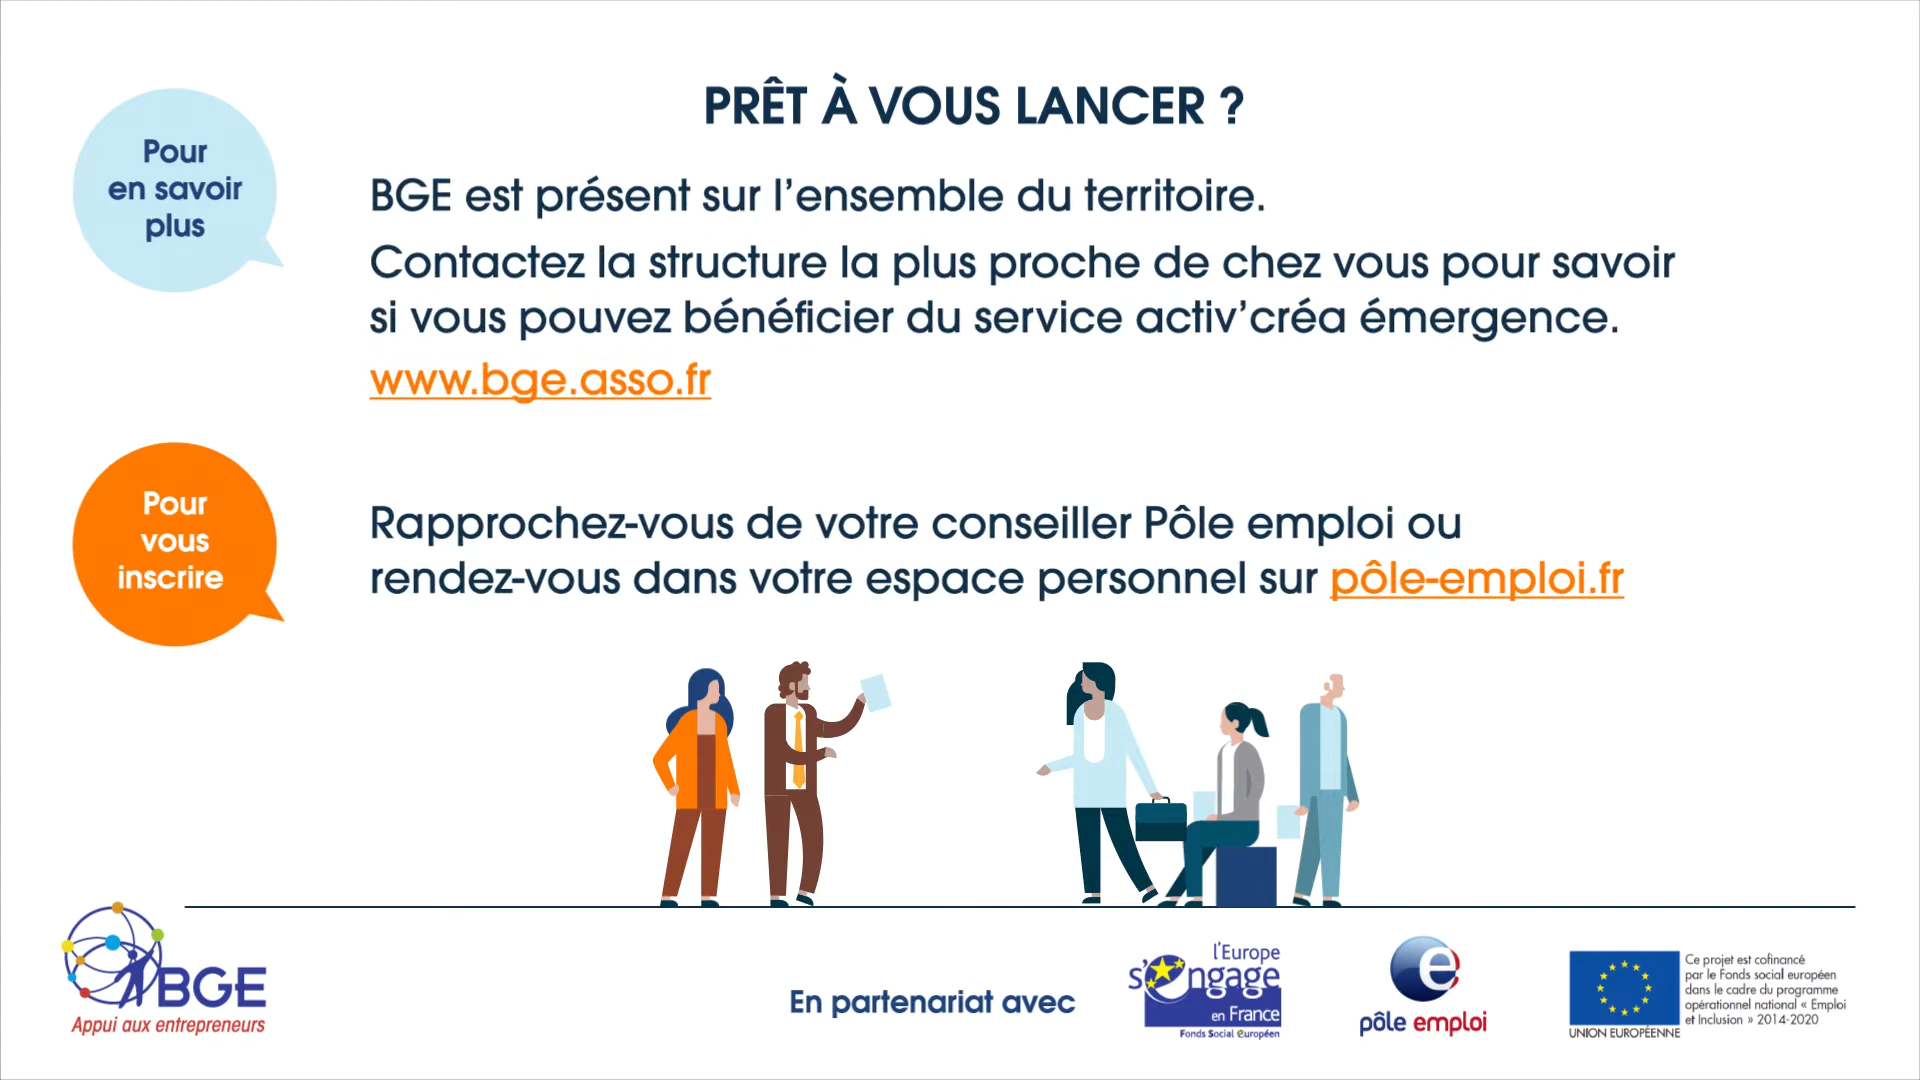 PRÊT À VOUS LANCER ?
Pour
en savoir
plus
BGE est présent sur l’ensemble du territoire.
Contactez la structure la plus proche de chez vous pour savoir
si vous pouvez bénéficier du service activ’créa émergence.
www.bge.asso.fr
Pour
vous
inscrire
Rapprochez-vous de votre conseiller Pôle emploi ou
rendez-vous dans votre espace personnel sur pôle-emploi.fr
BGE
Appui aux entrepreneurs
En partenariat avec
l’Europe
s’engage
en France
Fonds Social Européen
pôle emploi
UNION EUROPÉENNE
Ce projet est cofinancé
par le Fonds social européen
dans le cadre du programme
opérationnel national « Emploi
et Inclusion » 2014-2020